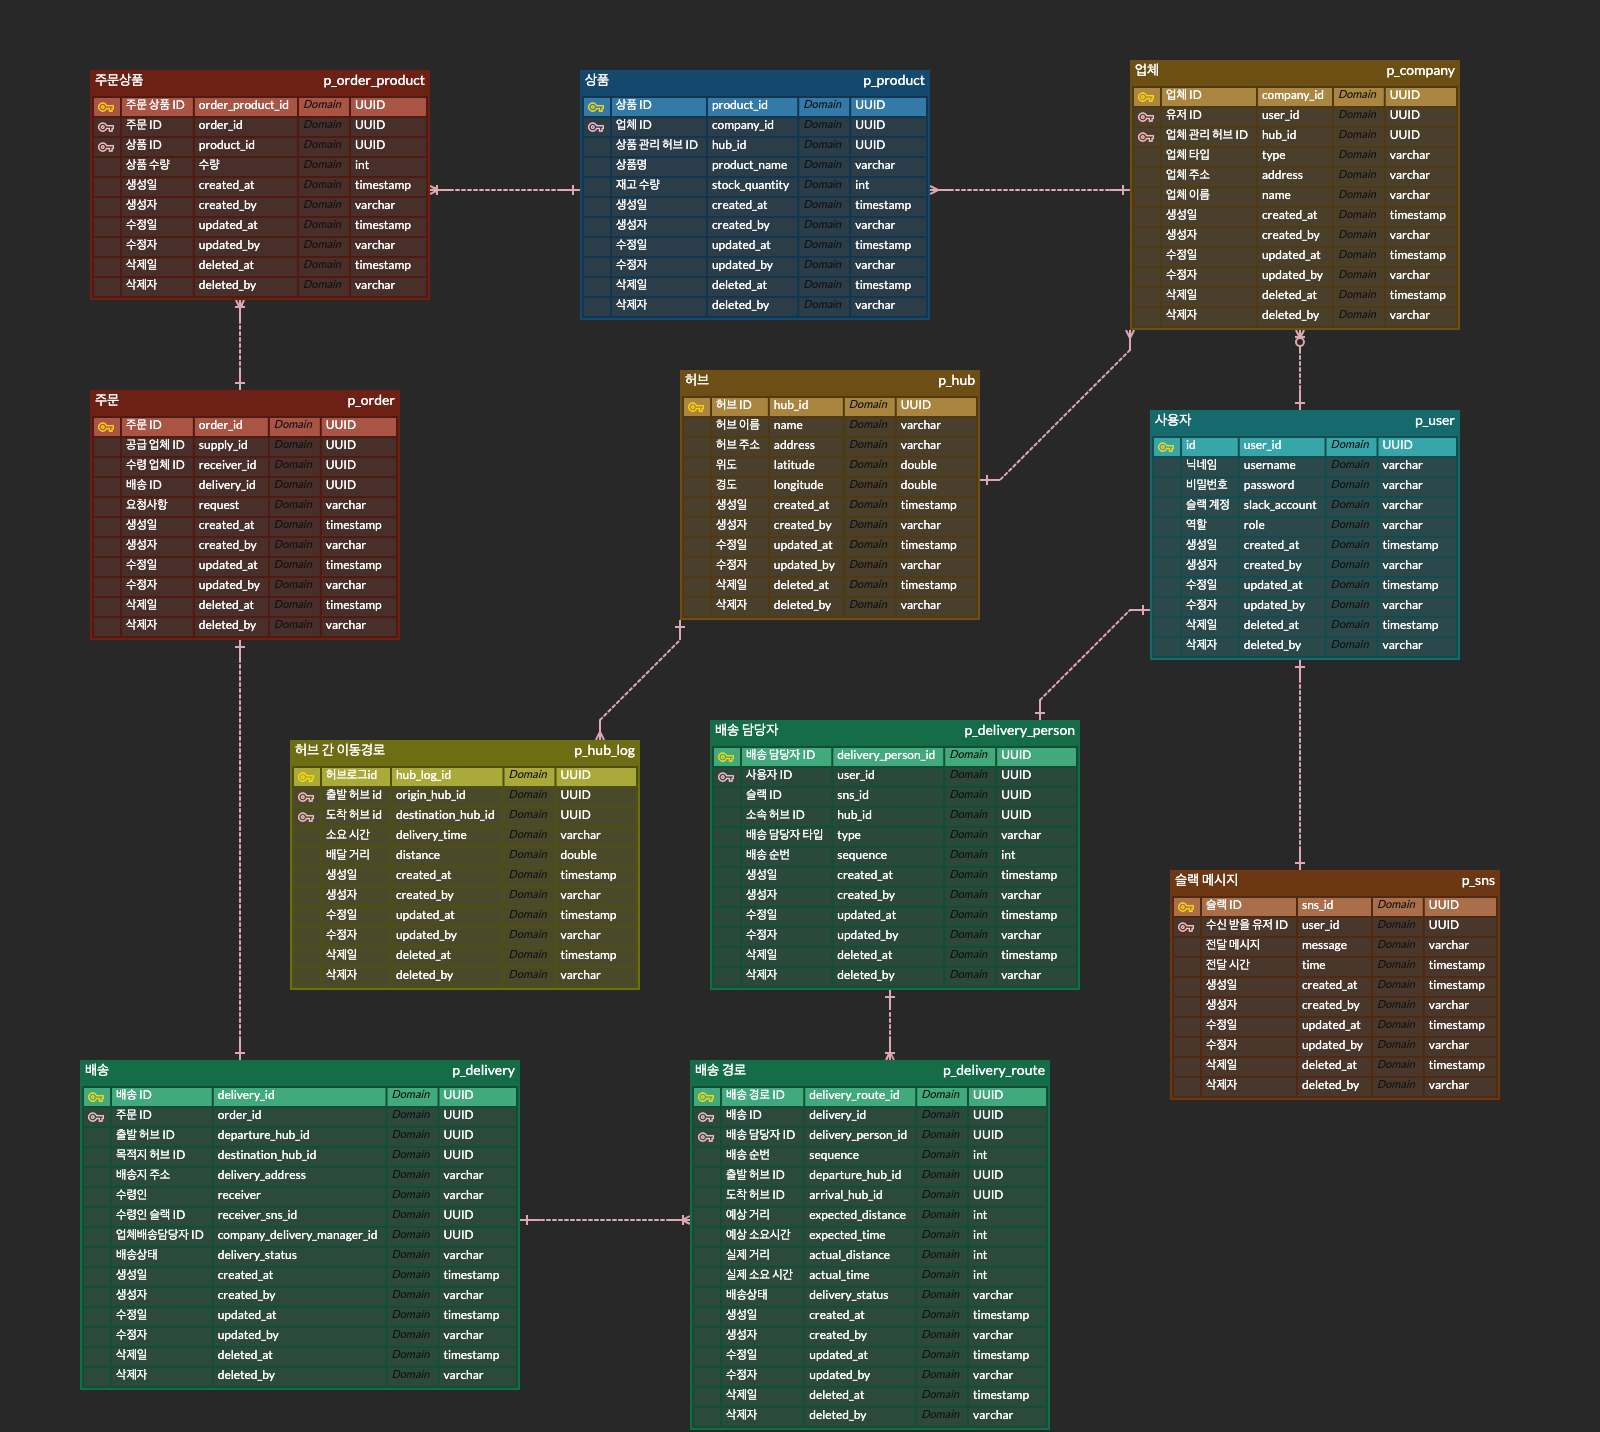 주문상품 p_order_product
주문 상품 ID order_product_id Domain UUID
주문 ID order_id Domain UUID
상품 ID product_id Domain UUID
상품 수량 수량 Domain int
생성일 created_at Domain timestamp
생성자 created_by Domain varchar
수정일 updated_at Domain timestamp
수정자 updated_by Domain varchar
삭제일 deleted_at Domain timestamp
삭제자 deleted_by Domain varchar
상품 p_product
상품 ID product_id Domain UUID
업체 ID company_id Domain UUID
상품 관리 허브 ID hub_id Domain UUID
상품명 product_name Domain varchar
재고 수량 stock_quantity Domain int
생성일 created_at Domain timestamp
생성자 created_by Domain varchar
수정일 updated_at Domain timestamp
수정자 updated_by Domain varchar
삭제일 deleted_at Domain timestamp
삭제자 deleted_by Domain varchar
업체 p_company
업체 ID company_id Domain UUID
유저 ID user_id Domain UUID
업체 관리 허브 ID hub_id Domain UUID
업체 타입 type Domain varchar
업체 주소 address Domain varchar
업체 이름 name Domain varchar
생성일 created_at Domain timestamp
생성자 created_by Domain varchar
수정일 updated_at Domain timestamp
수정자 updated_by Domain varchar
삭제일 deleted_at Domain timestamp
삭제자 deleted_by Domain varchar
주문 p_order
주문 ID order_id Domain UUID
공급 업체 ID supply_id Domain UUID
수령 업체 ID receiver_id Domain UUID
배송 ID delivery_id Domain UUID
요청사항 request Domain varchar
생성일 created_at Domain timestamp
생성자 created_by Domain varchar
수정일 updated_at Domain timestamp
수정자 updated_by Domain varchar
삭제일 deleted_at Domain timestamp
삭제자 deleted_by Domain varchar
허브 p_hub
허브 ID hub_id Domain UUID
허브 이름 name Domain varchar
허브 주소 address Domain varchar
위도 latitude Domain double
경도 longitude Domain double
생성일 created_at Domain timestamp
생성자 created_by Domain varchar
수정일 updated_at Domain timestamp
수정자 updated_by Domain varchar
삭제일 deleted_at Domain timestamp
삭제자 deleted_by Domain varchar
사용자 p_user
id user_id Domain UUID
닉네임 username Domain varchar
비밀번호 password Domain varchar
슬랙 계정 slack_account Domain varchar
역할 role Domain varchar
생성일 created_at Domain timestamp
생성자 created_by Domain varchar
수정일 updated_at Domain timestamp
수정자 updated_by Domain varchar
삭제일 deleted_at Domain timestamp
삭제자 deleted_by Domain varchar
허브 간 이동경로 p_hub_log
허브로그id hub_log_id Domain UUID
출발 허브 id origin_hub_id Domain UUID
도착 허브 id destination_hub_id Domain UUID
소요 시간 delivery_time Domain varchar
배달 거리 distance Domain double
생성일 created_at Domain timestamp
생성자 created_by Domain varchar
수정일 updated_at Domain timestamp
수정자 updated_by Domain varchar
삭제일 deleted_at Domain timestamp
삭제자 deleted_by Domain varchar
배송 담당자 p_delivery_person
배송 담당자 ID delivery_person_id Domain UUID
사용자 ID user_id Domain UUID
슬랙 ID sns_id Domain UUID
소속 허브 ID hub_id Domain UUID
배송 담당자 타입 type Domain varchar
배송 순번 sequence Domain int
생성일 created_at Domain timestamp
생성자 created_by Domain varchar
수정일 updated_at Domain timestamp
수정자 updated_by Domain varchar
삭제일 deleted_at Domain timestamp
삭제자 deleted_by Domain varchar
슬랙 메시지 p_sns
슬랙 ID sns_id Domain UUID
수신 받을 유저 ID user_id Domain UUID
전달 메시지 message Domain varchar
전달 시간 time Domain timestamp
생성일 created_at Domain timestamp
생성자 created_by Domain varchar
수정일 updated_at Domain timestamp
수정자 updated_by Domain varchar
삭제일 deleted_at Domain timestamp
삭제자 deleted_by Domain varchar
배송 p_delivery
배송 ID delivery_id Domain UUID
주문 ID order_id Domain UUID
출발 허브 ID departure_hub_id Domain UUID
목적지 허브 ID destination_hub_id Domain UUID
배송지 주소 delivery_address Domain varchar
수령인 receiver Domain varchar
수령인 슬랙 ID receiver_sns_id Domain UUID
업체배송담당자 ID company_delivery_manager_id Domain UUID
배송상태 delivery_status Domain varchar
생성일 created_at Domain timestamp
생성자 created_by Domain varchar
수정일 updated_at Domain timestamp
수정자 updated_by Domain varchar
삭제일 deleted_at Domain timestamp
삭제자 deleted_by Domain varchar
배송 경로 p_delivery_route
배송 경로 ID delivery_route_id Domain UUID
배송 ID delivery_id Domain UUID
배송 담당자 ID delivery_person_id Domain UUID
배송 순번 sequence Domain int
출발 허브 ID departure_hub_id Domain UUID
도착 허브 ID arrival_hub_id Domain UUID
예상 거리 expected_distance Domain int
예상 소요시간 expected_time Domain int
실제 거리 actual_distance Domain int
실제 소요 시간 actual_time Domain int
배송상태 delivery_status Domain varchar
생성일 created_at Domain timestamp
생성자 created_by Domain varchar
수정일 updated_at Domain timestamp
수정자 updated_by Domain varchar
삭제일 deleted_at Domain timestamp
삭제자 deleted_by Domain varchar